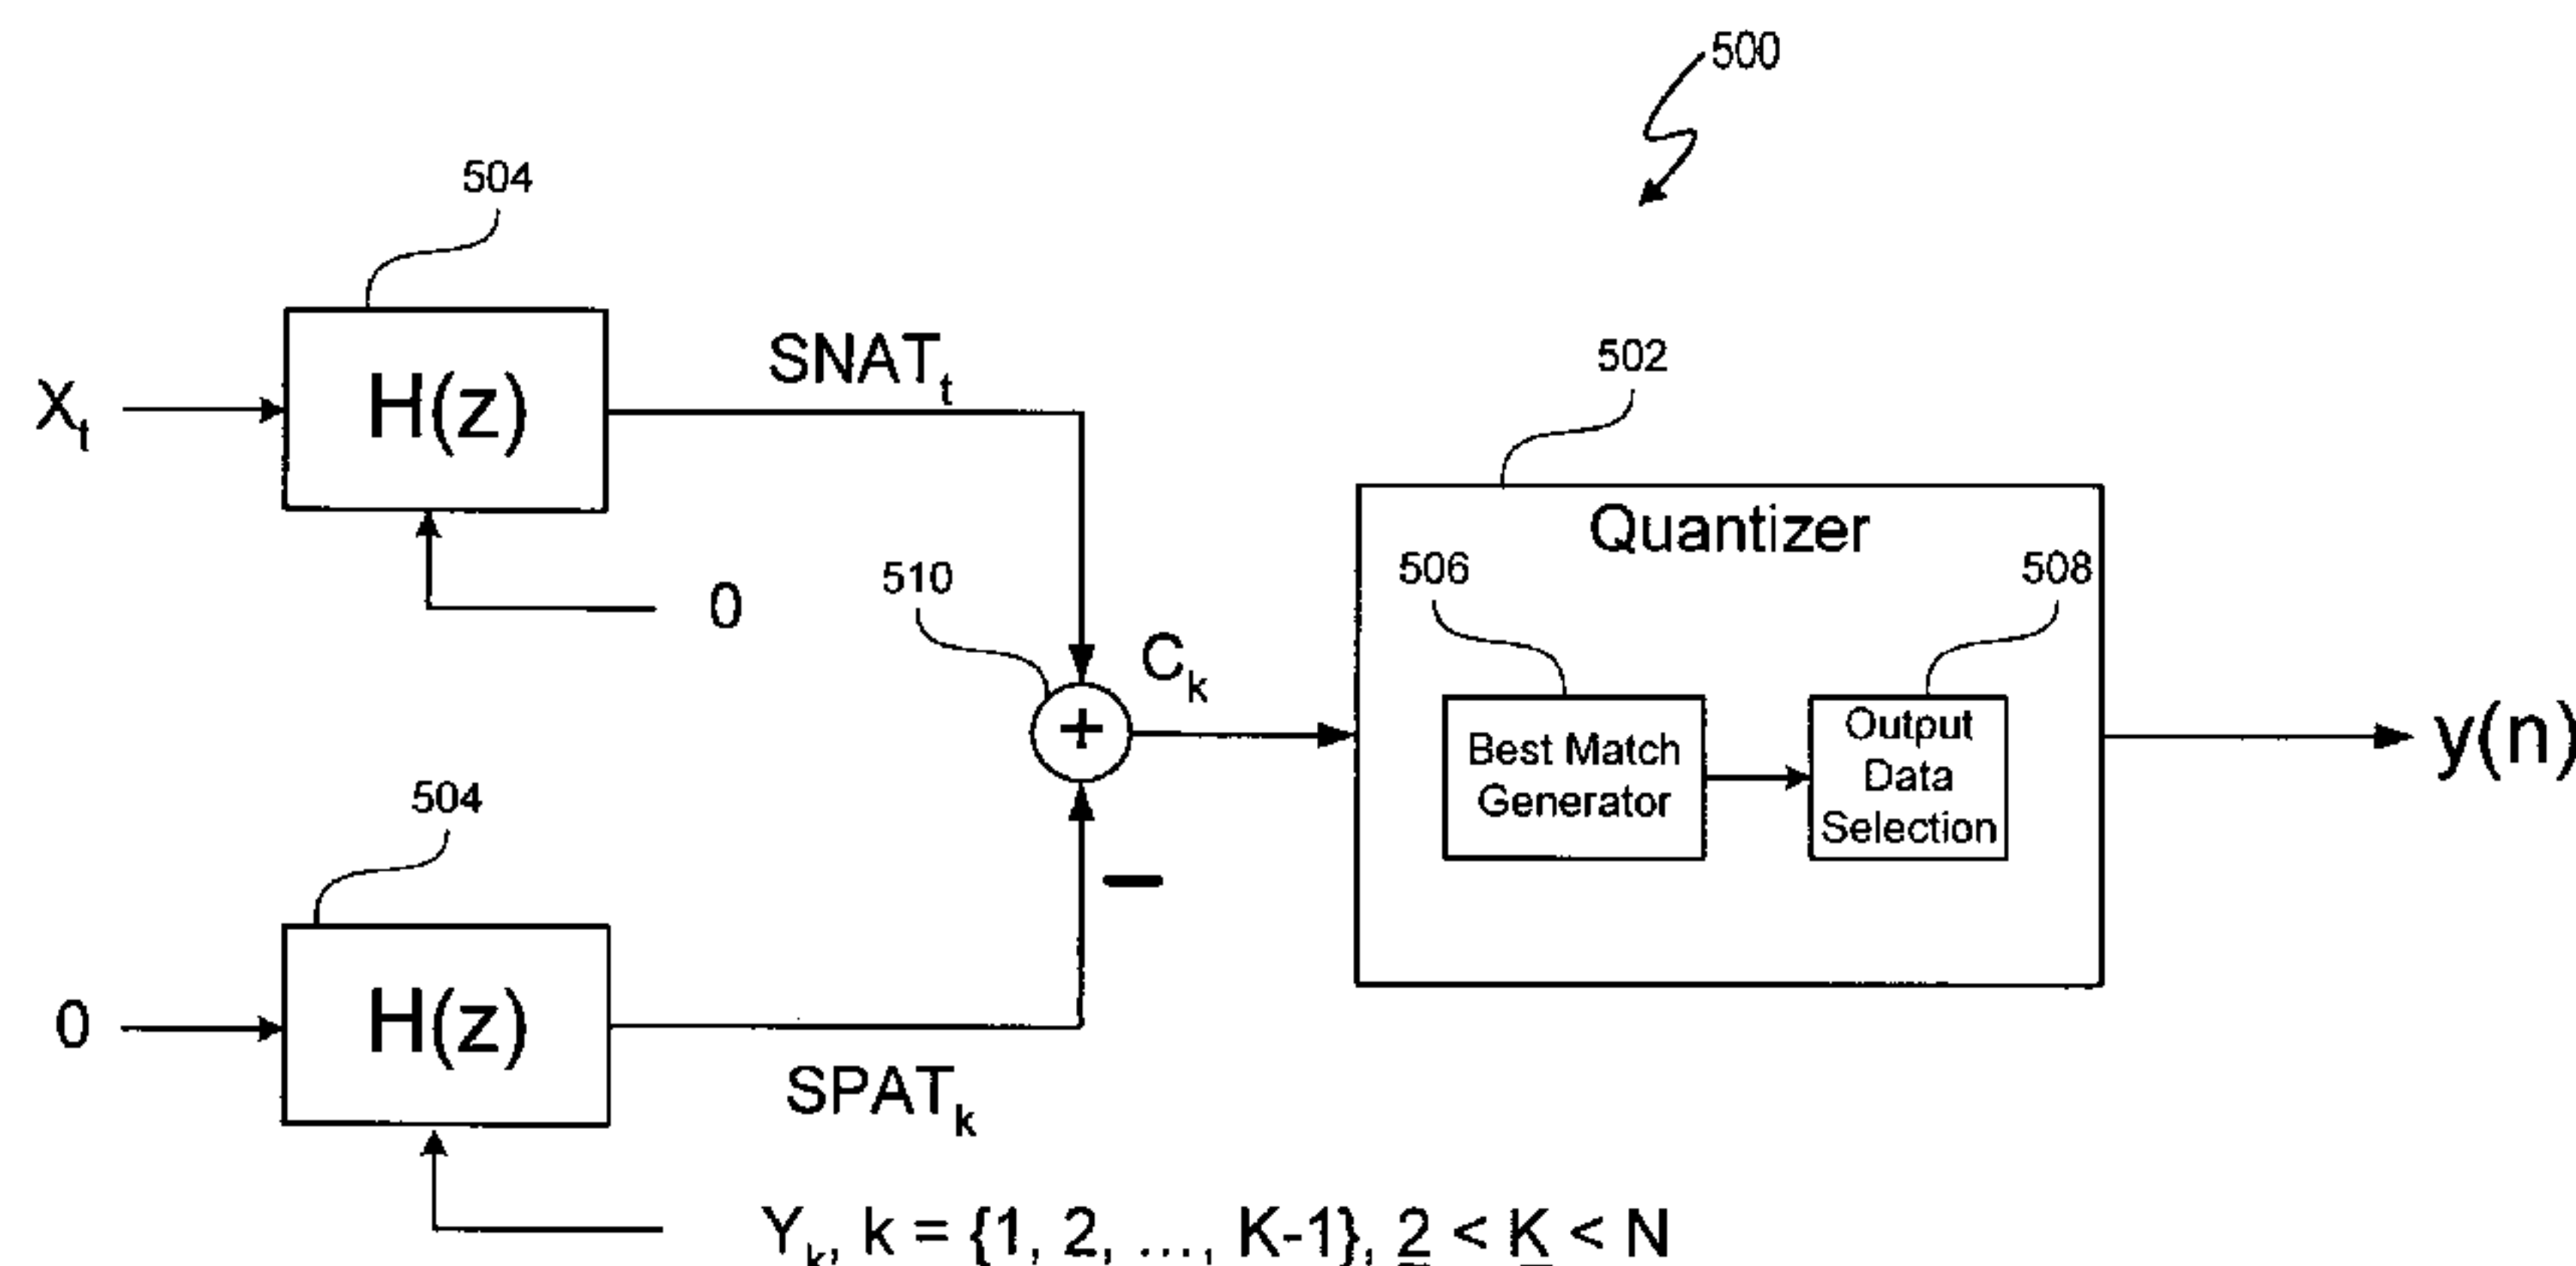 500
504
X_t
H(z)
SNAT_t
0
502
Quantizer
506
508
510
C_k
Best Match
Generator
Output
Data
Selection
y(n)
504
0
H(z)
SPAT_k
Y_k, k = {1, 2, ..., K-1}, 2 < K < N